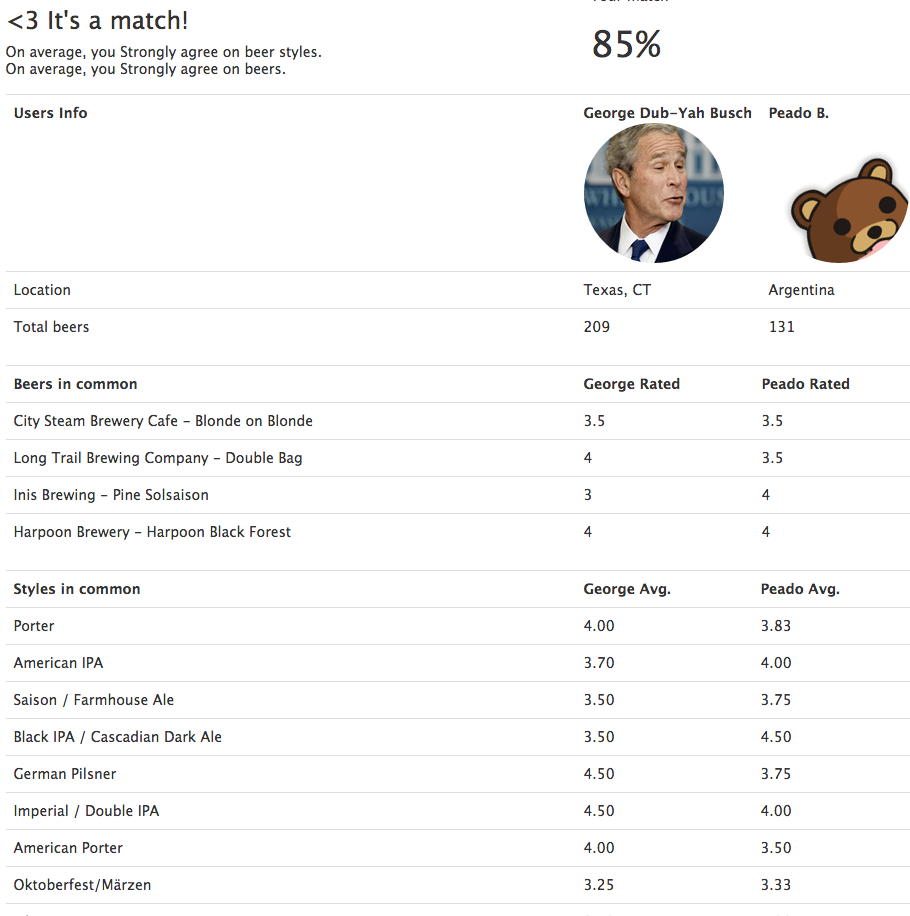 Your match
<3 It's a match!
85%
On average, you Strongly agree on beer styles.
On average, you Strongly agree on beers.
Users Info George Dub-Yah Busch Peado B.
Location Texas, CT Argentina
Total beers 209 131
Beers in common George Rated Peado Rated
City Steam Brewery Cafe - Blonde on Blonde 3.5 3.5
Long Trail Brewing Company - Double Bag 4 3.5
Inis Brewing - Pine Solsaison 3 4
Harpoon Brewery - Harpoon Black Forest 4 4
Styles in common George Avg. Peado Avg.
Porter 4.00 3.83
American IPA 3.70 4.00
Saison / Farmhouse Ale 3.50 3.75
Black IPA / Cascadian Dark Ale 3.50 4.50
German Pilsner 4.50 3.75
Imperial / Double IPA 4.50 4.00
American Porter 4.00 3.50
Oktoberfest/Märzen 3.25 3.33